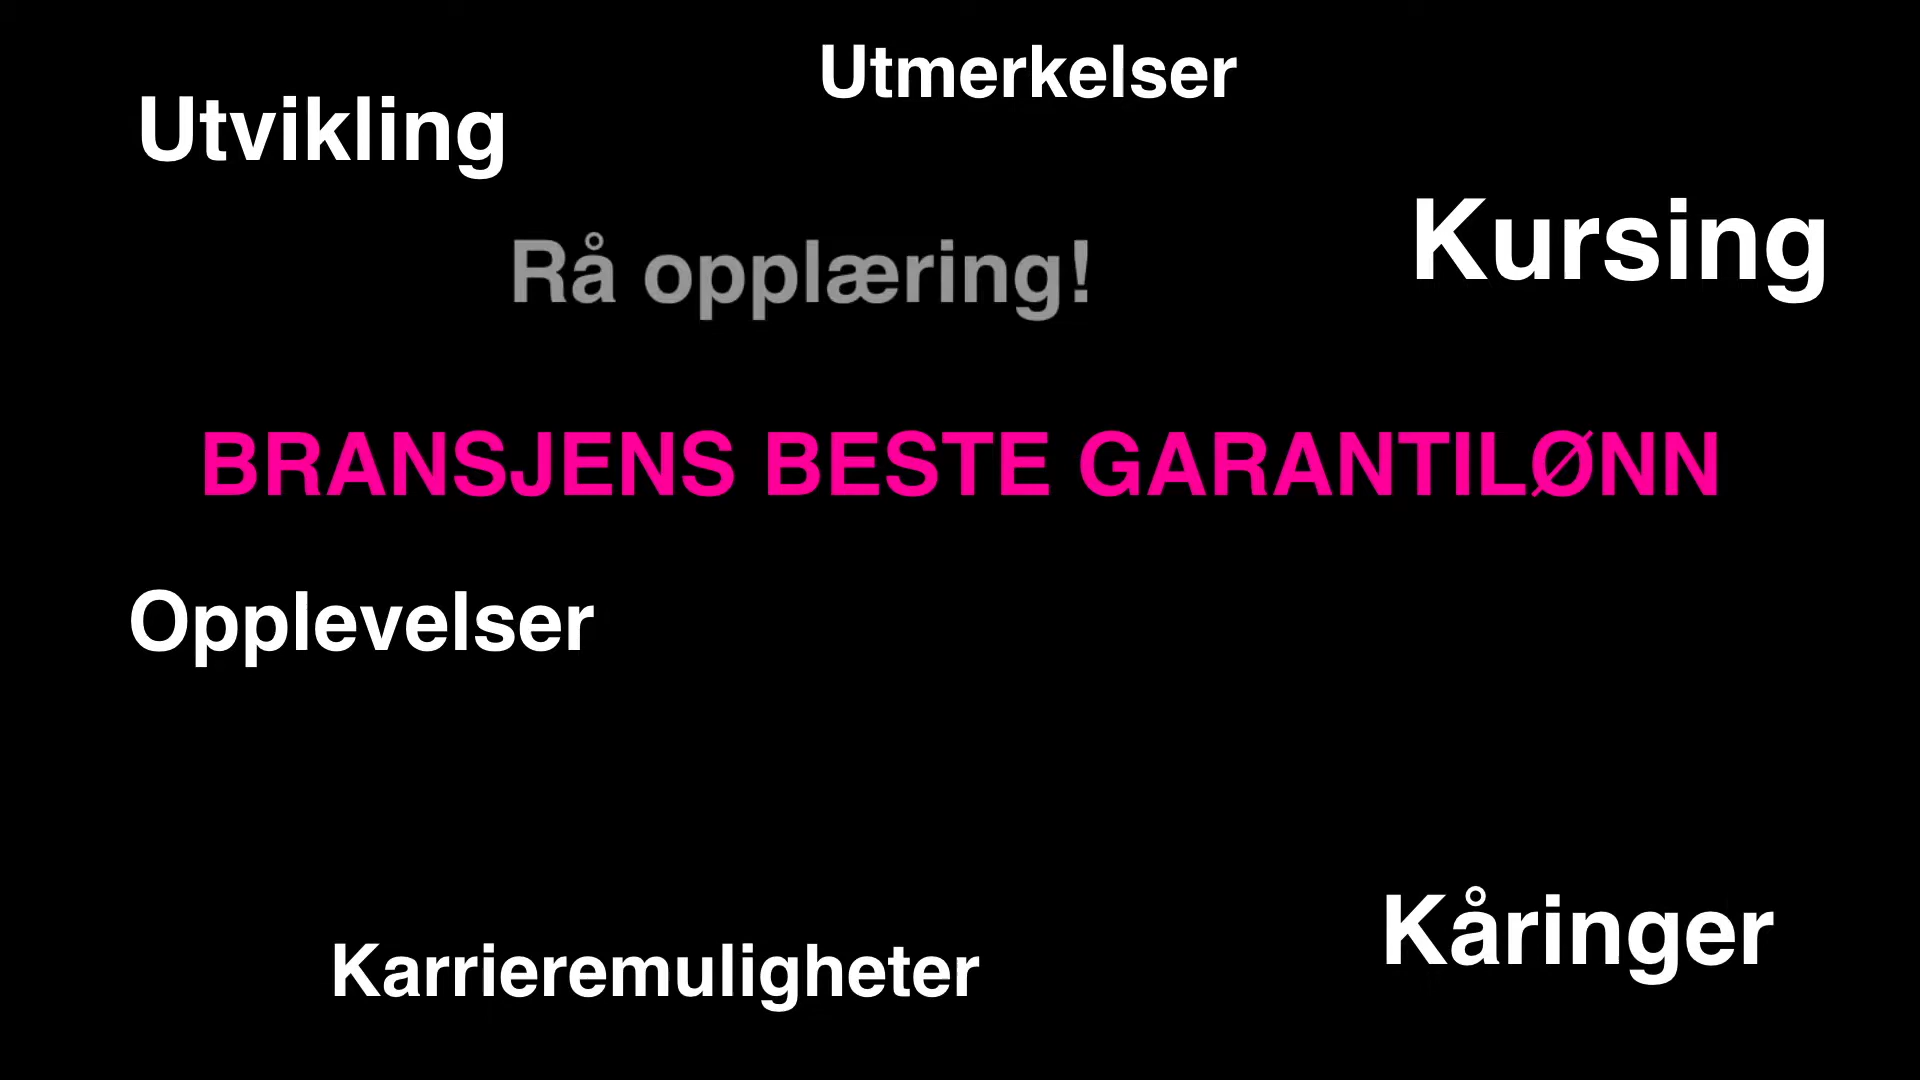 Utmerkelser
Utvikling
Kursing
Rå opplæring!
BRANSJENS BESTE GARANTILØNN
Opplevelser
Kåringer
Karrieremuligheter